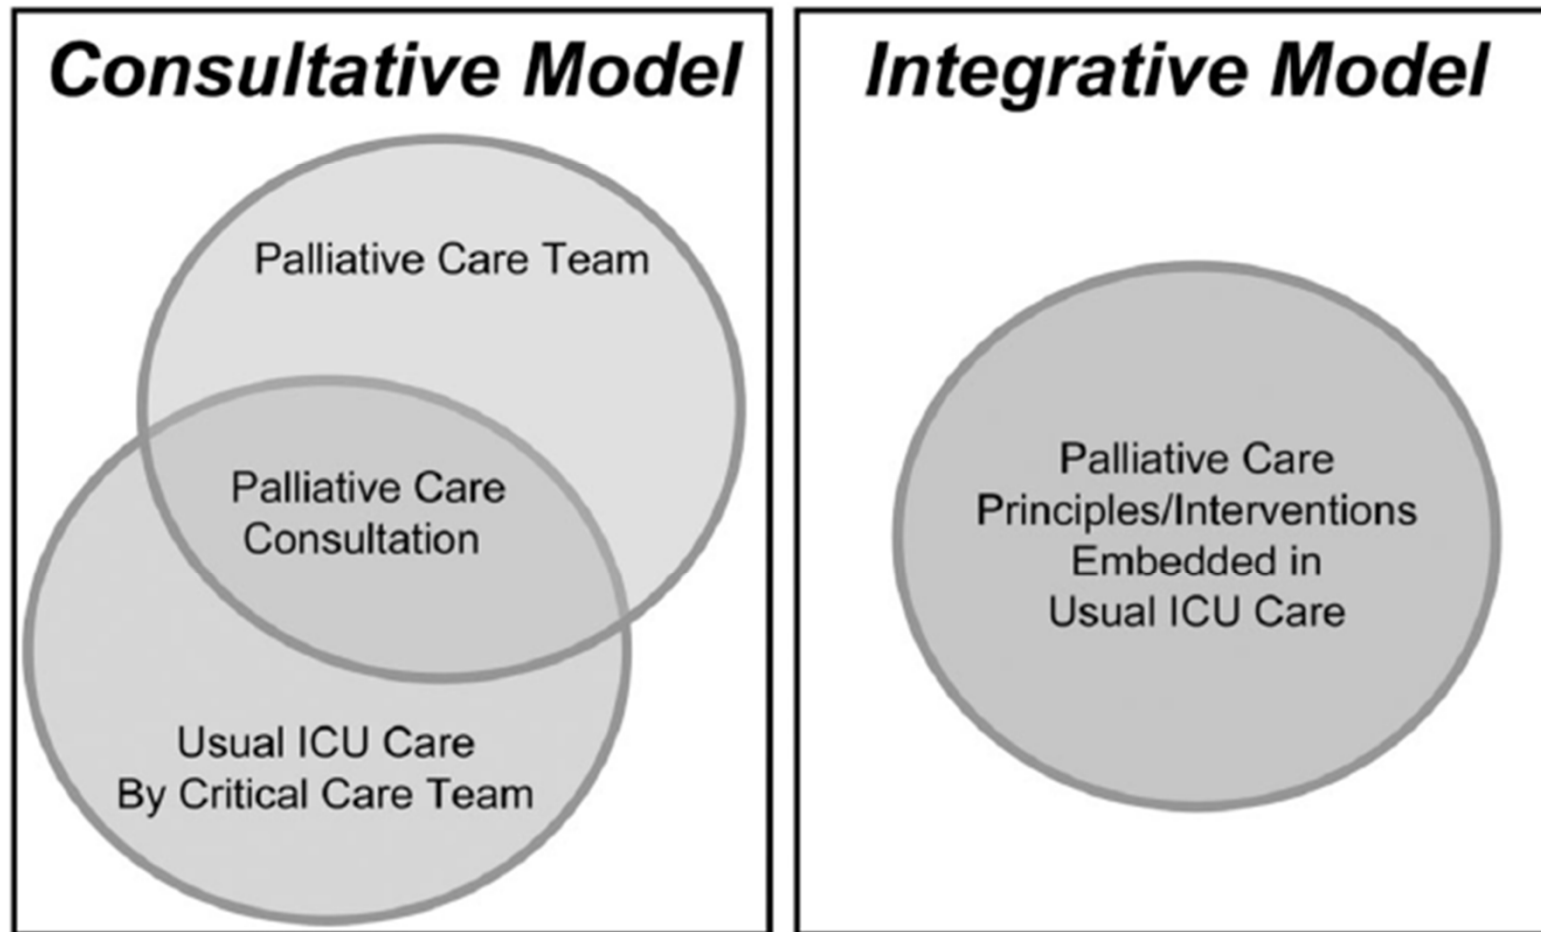 Consultative Model
Palliative Care Team
Palliative Care
Consultation
Usual ICU Care
By Critical Care Team
Integrative Model
Palliative Care
Principles/Interventions
Embedded in
Usual ICU Care